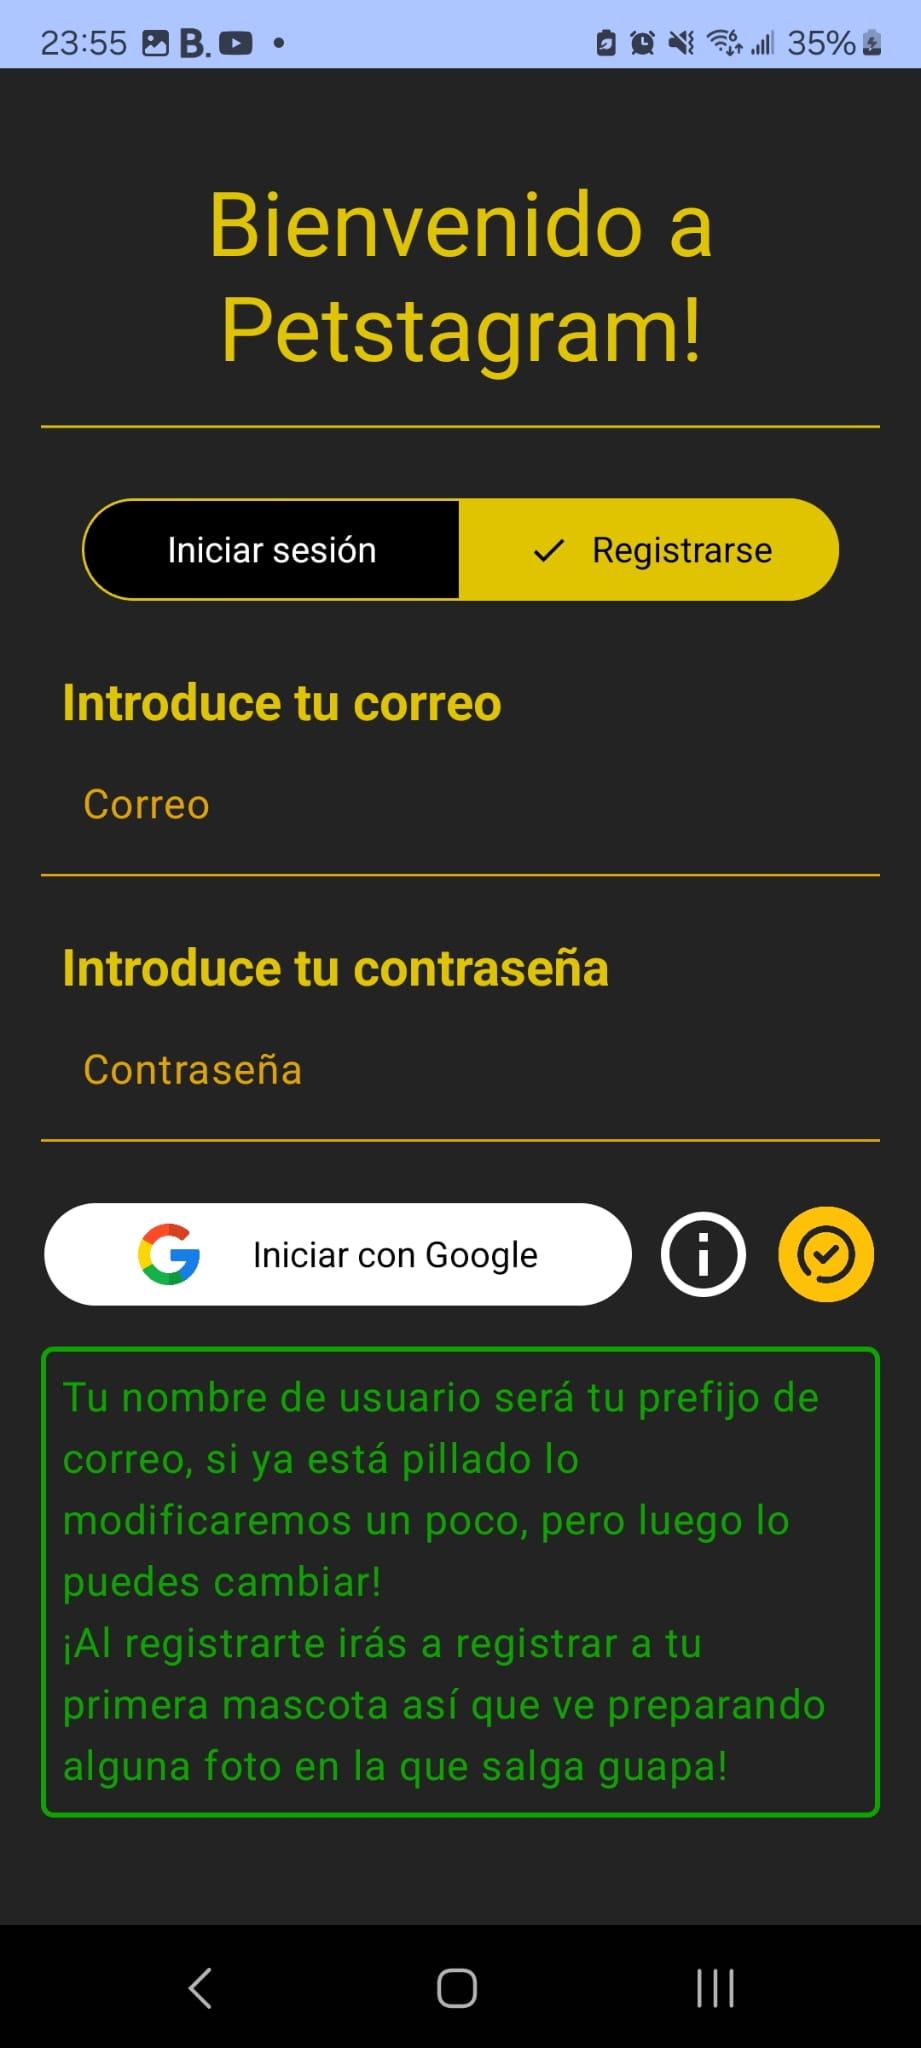 23:55 B. 6 35%
Bienvenido a
Petstagram!
Iniciar sesión Registrarse
Introduce tu correo
Correo
Introduce tu contraseña
Contraseña
G Iniciar con Google i
Tu nombre de usuario será tu prefijo de
correo, si ya está pillado lo
modificaremos un poco, pero luego lo
puedes cambiar!
¡Al registrarte irás a registrar a tu
primera mascota así que ve preparando
alguna foto en la que salga guapa!